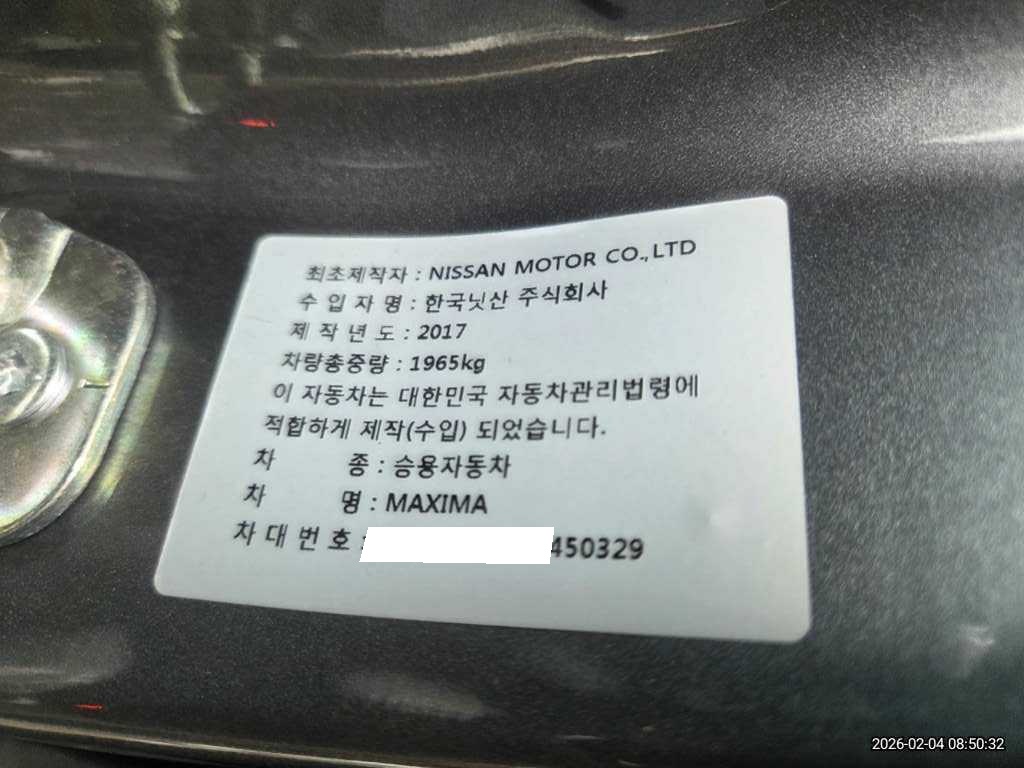 최초제작자 : NISSAN MOTOR CO.,LTD
수 입 자 명 : 한국닛산 주식회사
제 작 년 도 : 2017
차량총중량 : 1965kg
이 자동차는 대한민국 자동차관리법령에
적합하게 제작(수입) 되었습니다.
차 종 : 승용자동차
차 명 : MAXIMA
차 대 번 호 : 450329
2026-02-04 08:50:32